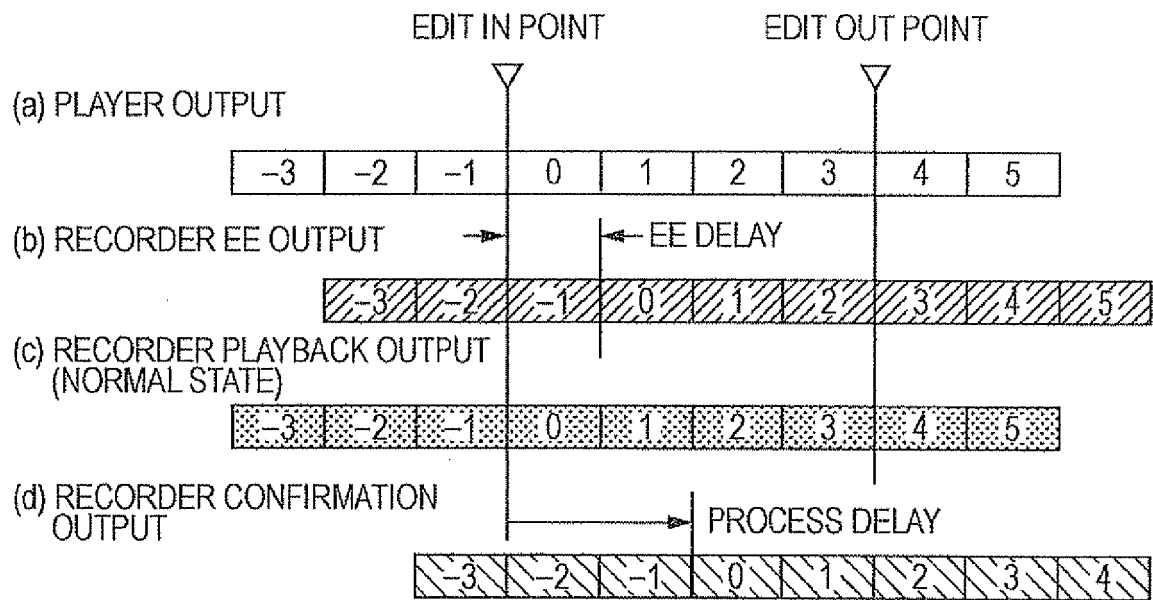 EDIT IN POINT EDIT OUT POINT
(a) PLAYER OUTPUT
–3 –2 –1 0 1 2 3 4 5
(b) RECORDER EE OUTPUT EE DELAY
–3 –2 –1 0 1 2 3 4 5
(c) RECORDER PLAYBACK OUTPUT
(NORMAL STATE)
–3 –2 –1 0 1 2 3 4 5
(d) RECORDER CONFIRMATION
OUTPUT PROCESS DELAY
–3 –2 –1 0 1 2 3 4